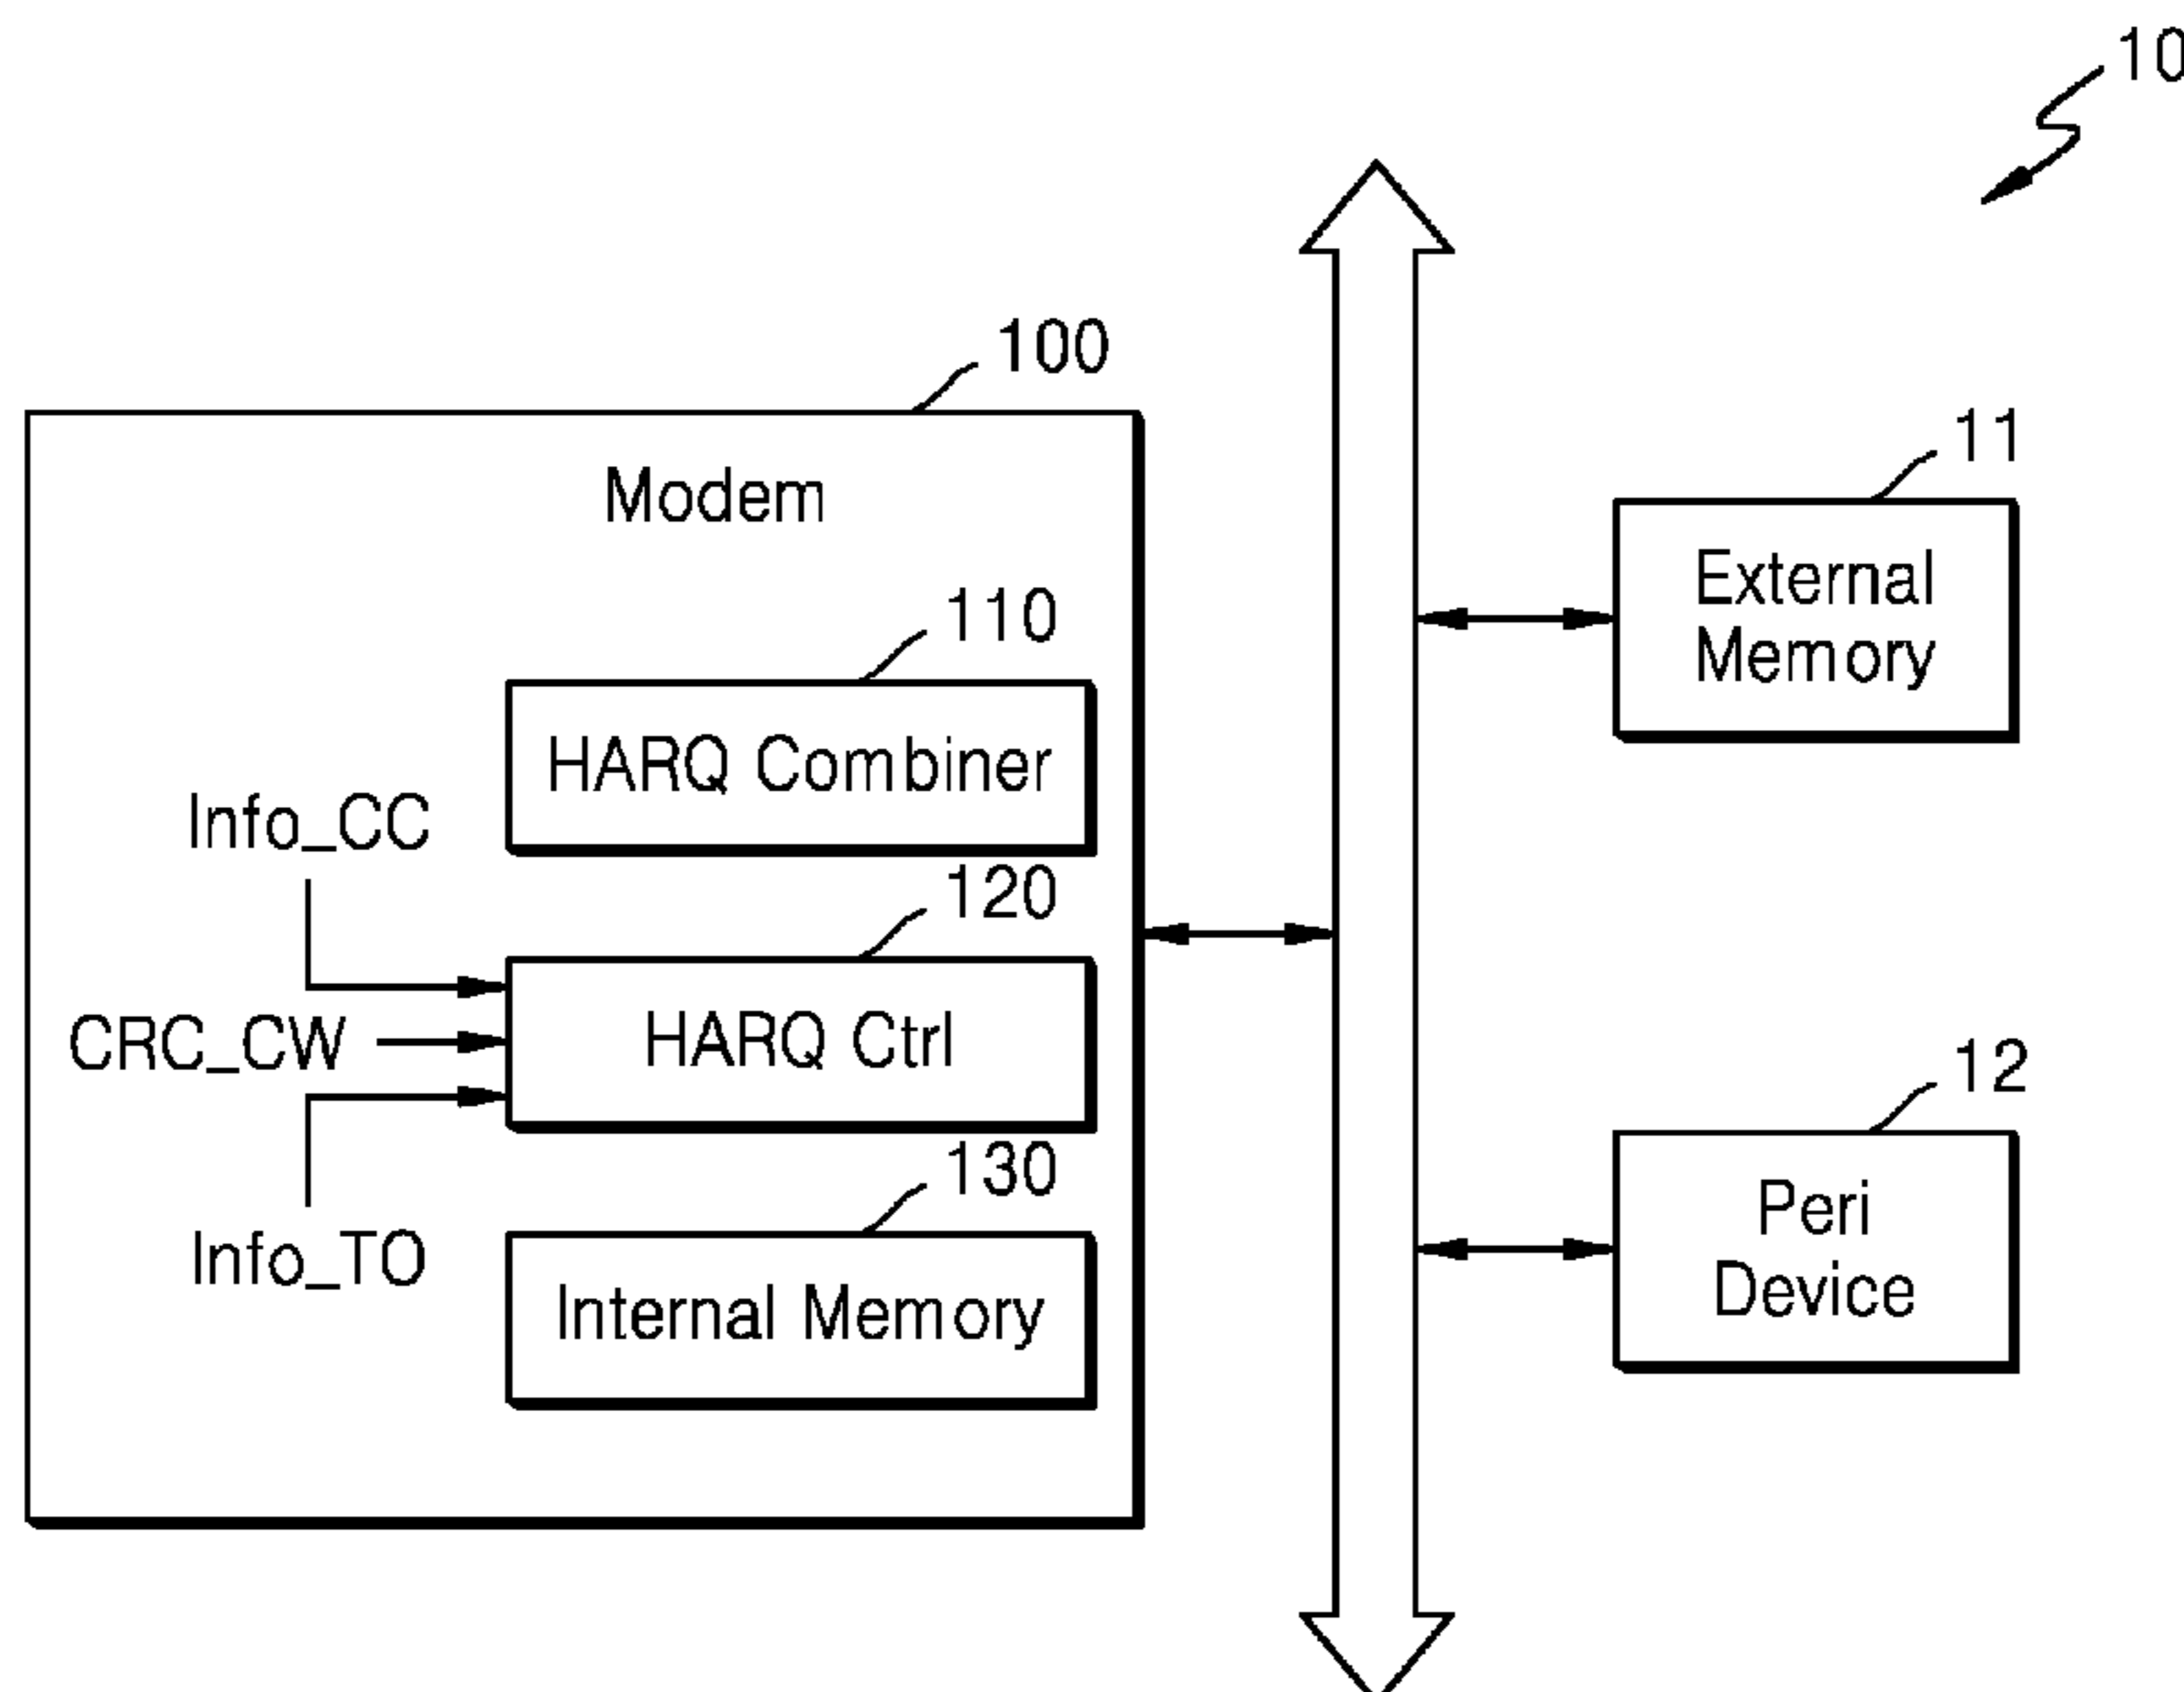 10
100
Modem
11
External
Memory
110
HARQ Combiner
Info_CC
120
CRC_CW
HARQ Ctrl
12
Peri
Device
130
Info_TO
Internal Memory